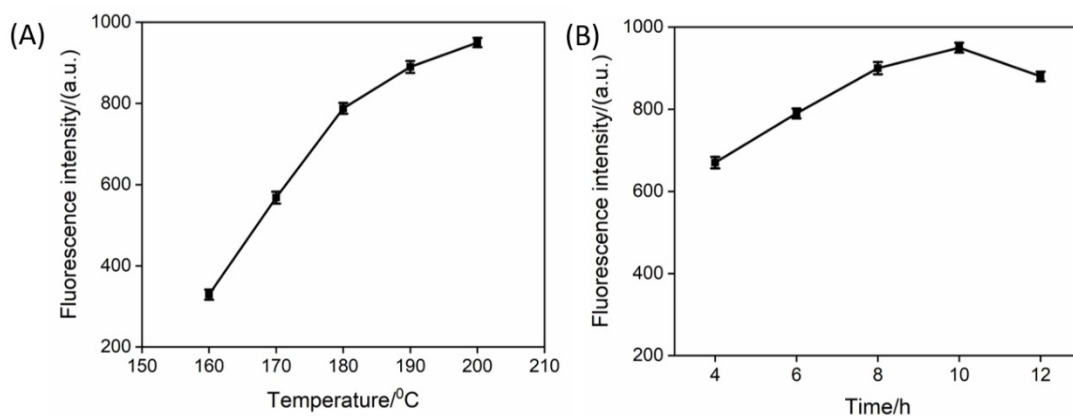 (A)
Fluorescence intensity/(a.u.)
1000
800
600
400
200
150 160 170 180 190 200 210
Temperature/⁰C
(B)
Fluorescence intensity/(a.u.)
1000
800
600
400
200
4 6 8 10 12
Time/h